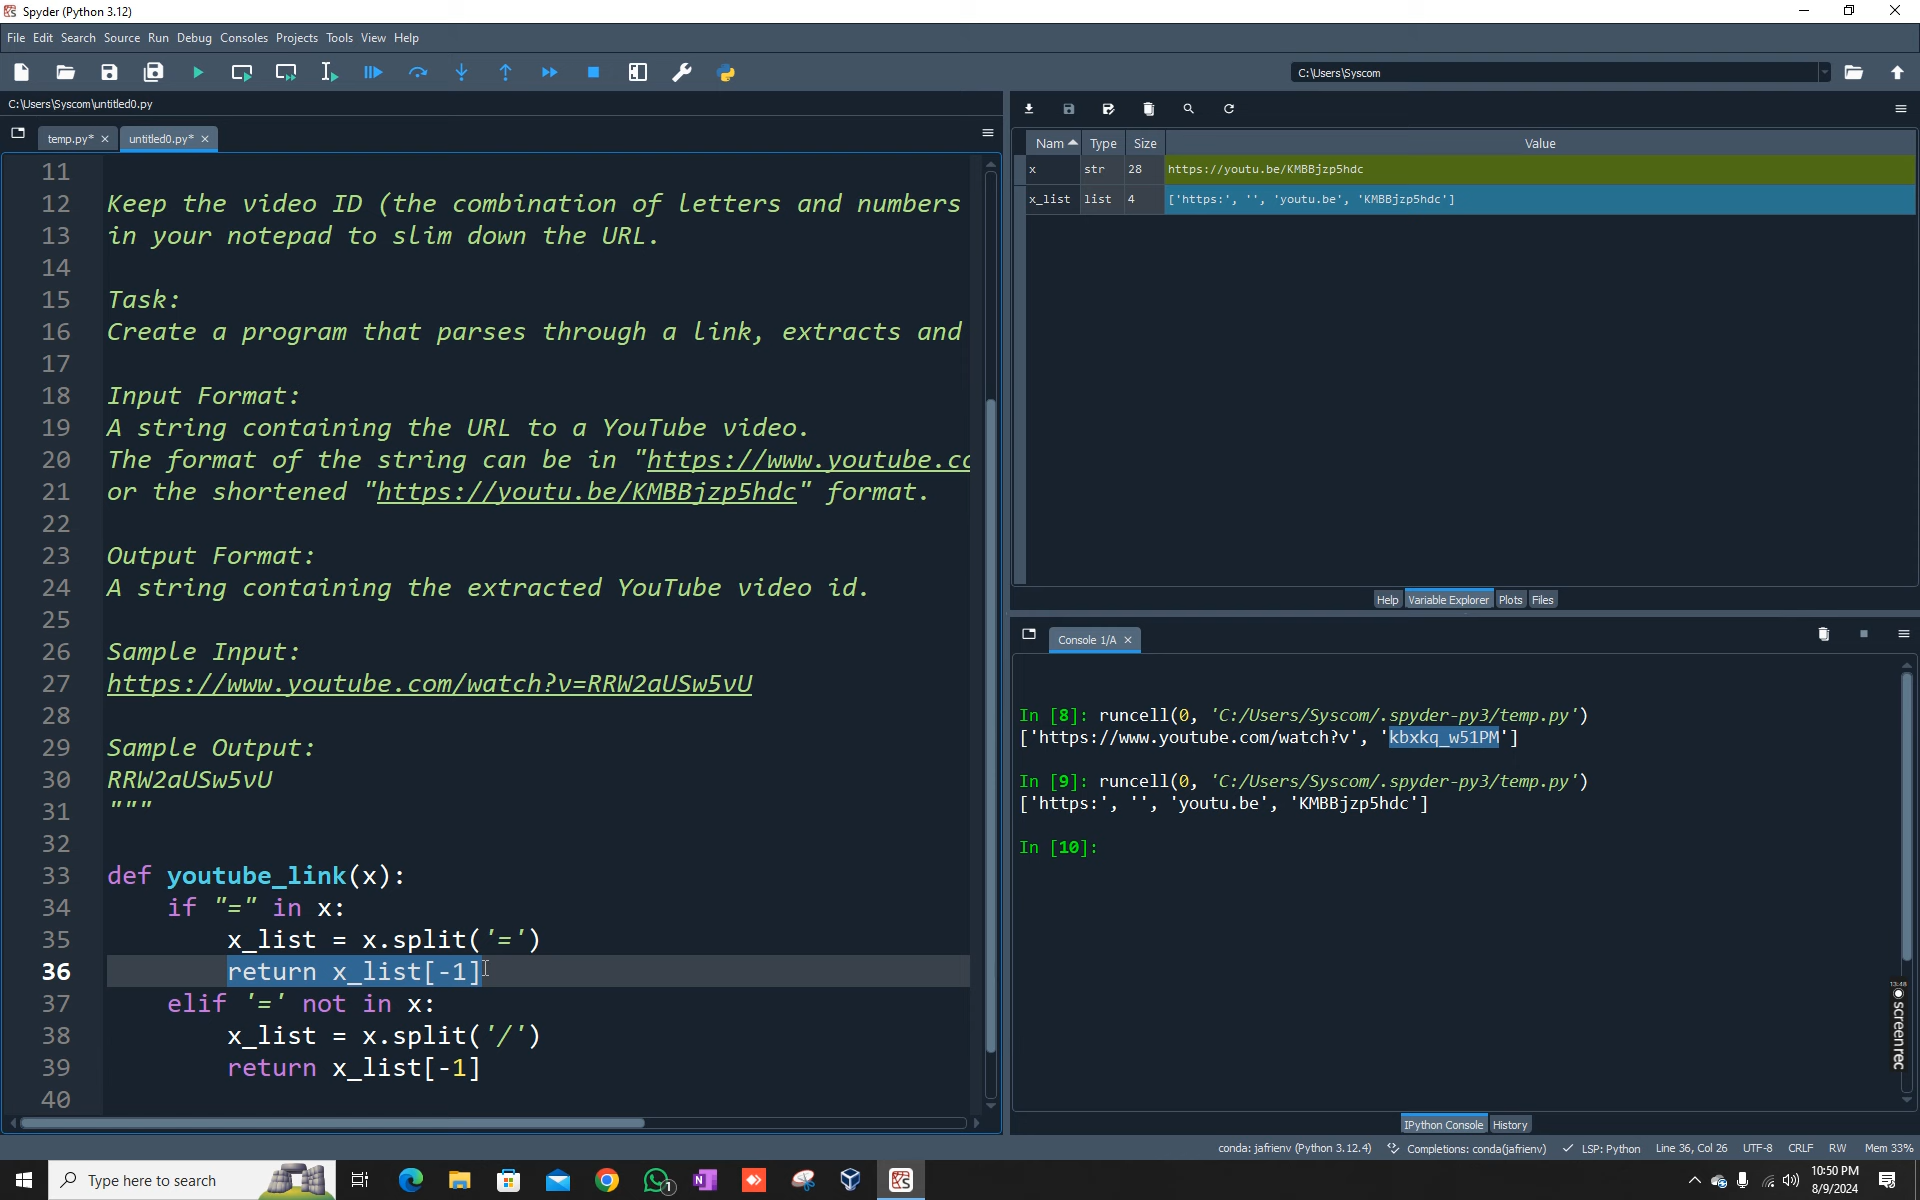 Spyder (Python 3.12)
File Edit Search Source Run Debug Consoles Projects Tools View Help
C:\Users\Syscom
C:\Users\Syscom\untitled0.py
temp.py*
untitled0.py*
11
12 Keep the video ID (the combination of letters and numbers
13 in your notepad to slim down the URL.
14
15 Task:
16 Create a program that parses through a link, extracts and
17
18 Input Format:
19 A string containing the URL to a YouTube video.
20 The format of the string can be in "https://www.youtube.co
21 or the shortened "https://youtu.be/KMBBjzp5hdc" format.
22
23 Output Format:
24 A string containing the extracted YouTube video id.
25
26 Sample Input:
27 https://www.youtube.com/watch?v=RRW2aUSw5vU
28
29 Sample Output:
30 RRW2aUSw5vU
31 """
32
33 def youtube_link(x):
34 if "=" in x:
35 x_list = x.split('=')
36 return x_list[-1]
37 elif '=' not in x:
38 x_list = x.split('/')
39 return x_list[-1]
40
Nam Type Size Value
x str 28 https://youtu.be/KMBBjzp5hdc
x_list list 4 ['https:', '', 'youtu.be', 'KMBBjzp5hdc']
Help Variable Explorer Plots Files
Console 1/A
In [8]: runcell(0, 'C:/Users/Syscom/.spyder-py3/temp.py')
['https://www.youtube.com/watch?v', 'kbxkq_w51PM']
In [9]: runcell(0, 'C:/Users/Syscom/.spyder-py3/temp.py')
['https:', '', 'youtu.be', 'KMBBjzp5hdc']
In [10]:
13:48
screenrec
IPython Console History
conda: jafrienv (Python 3.12.4) Completions: conda(jafrienv) LSP: Python Line 36, Col 26 UTF-8 CRLF RW Mem 33%
Type here to search
1
10:50 PM
8/9/2024